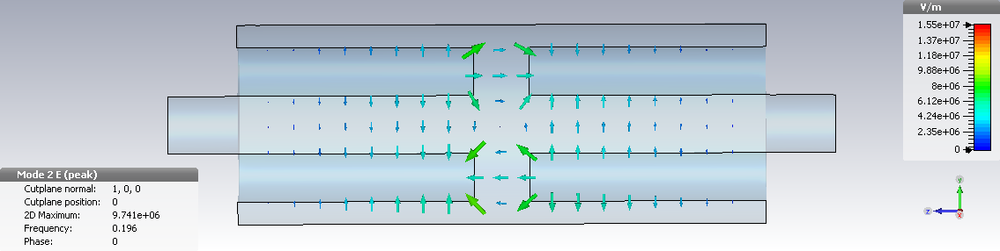 V/m
1.55e+07
1.37e+07
1.18e+07
9.88e+06
8e+06
6.12e+06
4.24e+06
2.35e+06
0
Mode 2 E (peak)
Cutplane normal: 1, 0, 0
Cutplane position: 0
2D Maximum: 9.741e+06
Frequency: 0.196
Phase: 0
y
z
x